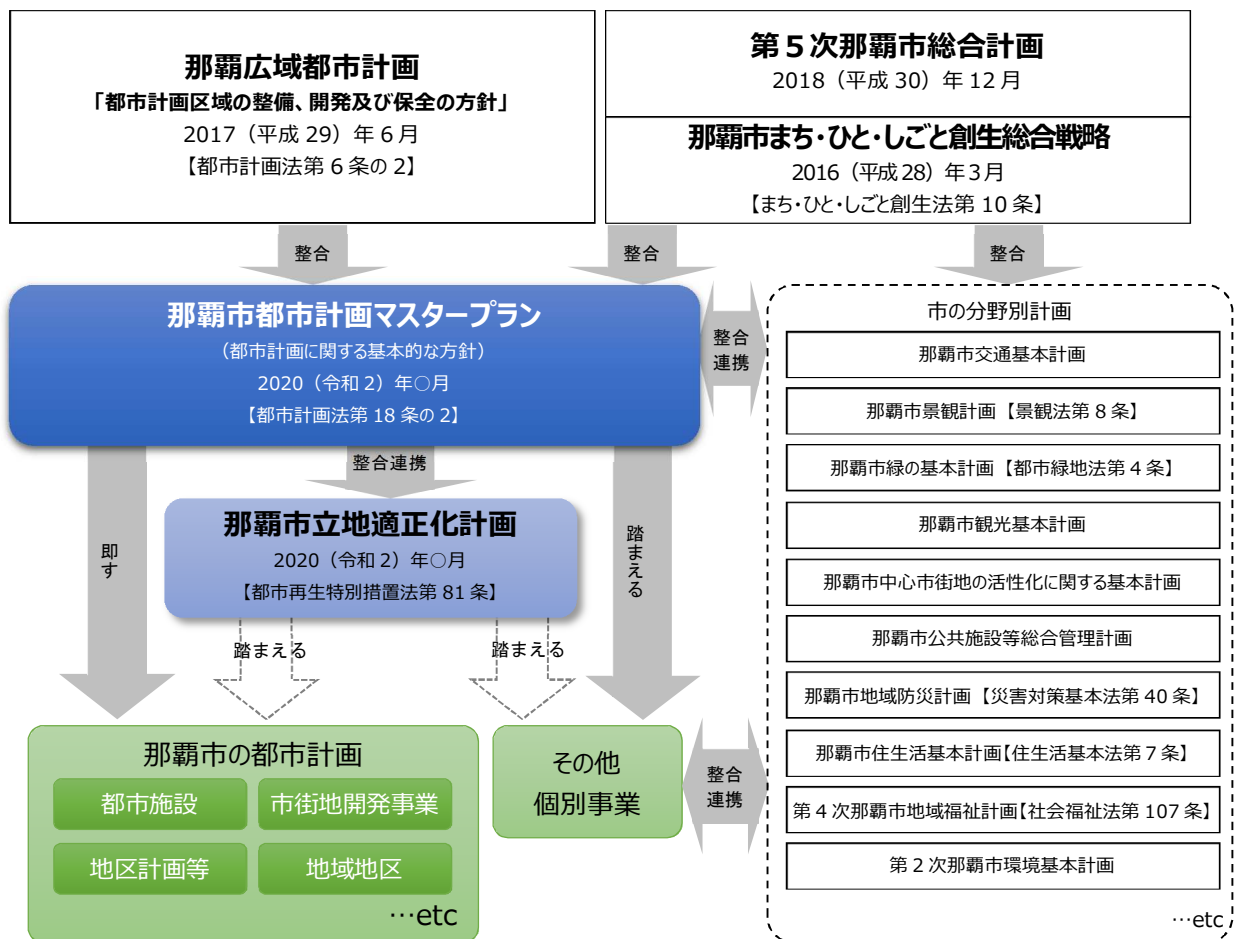 那覇広域都市計画
「都市計画区域の整備、開発及び保全の方針」
2017（平成 29）年 6 月
【都市計画法第 6 条の 2】
第５次那覇市総合計画
2018（平成 30）年 12 月
那覇市まち・ひと・しごと創生総合戦略
2016（平成 28）年 3 月
【まち・ひと・しごと創生法第 10 条】
整合
整合
整合
那覇市都市計画マスタープラン
（都市計画に関する基本的な方針）
2020（令和 2）年○月
【都市計画法第 18 条の 2】
整合
連携
整合連携
那覇市立地適正化計画
2020（令和 2）年○月
【都市再生特別措置法第 81 条】
即す
踏まえる
踏まえる
踏まえる
那覇市の都市計画
都市施設
市街地開発事業
地区計画等
地域地区
…etc
その他
個別事業
整合
連携
市の分野別計画
那覇市交通基本計画
那覇市景観計画【景観法第 8 条】
那覇市緑の基本計画【都市緑地法第 4 条】
那覇市観光基本計画
那覇市中心市街地の活性化に関する基本計画
那覇市公共施設等総合管理計画
那覇市地域防災計画【災害対策基本法第 40 条】
那覇市住生活基本計画【住生活基本法第 7 条】
第 4 次那覇市地域福祉計画【社会福祉法第 107 条】
第 2 次那覇市環境基本計画
…etc